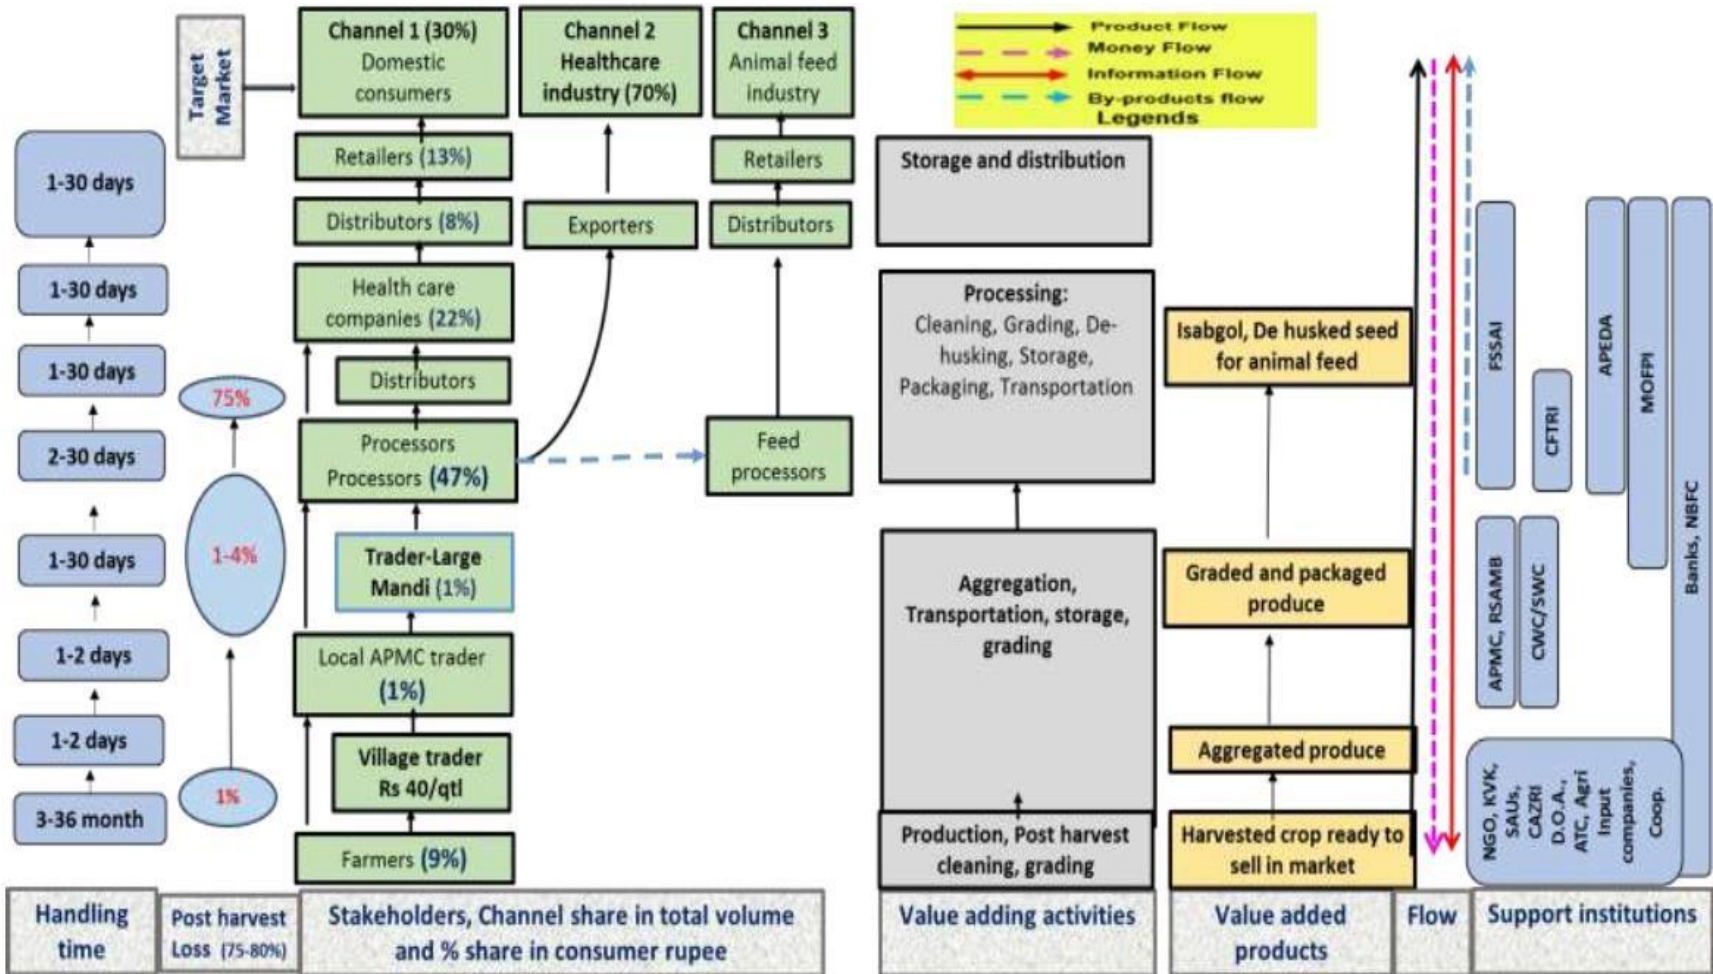 Target
Market
Channel 1 (30%)
Domestic
consumers
Channel 2
Healthcare
industry (70%)
Channel 3
Animal feed
industry
Product Flow
Money Flow
Information Flow
By-products flow
Legends
1-30 days
1-30 days
1-30 days
2-30 days
1-30 days
1-2 days
1-2 days
3-36 month
75%
1-4%
1%
Retailers (13%)
Distributors (8%)
Health care
companies (22%)
Distributors
Processors
Processors (47%)
Trader-Large
Mandi (1%)
Local APMC trader
(1%)
Village trader
Rs 40/qtl
Farmers (9%)
Exporters
Retailers
Distributors
Feed
processors
Storage and distribution
Processing:
Cleaning, Grading, De-
husking, Storage,
Packaging, Transportation
Aggregation,
Transportation, storage,
grading
Production, Post harvest
cleaning, grading
Isabgol, De husked seed
for animal feed
Graded and packaged
produce
Aggregated produce
Harvested crop ready to
sell in market
FSSAI
CFTRI
APEDA
MOFPI
Banks, NBFC
APMC, RSAMB
CWC/SWC
NGO, KVK,
SAUs,
CAZRI
D.O.A.,
ATC, Agri
Input
companies,
Coop.
Handling
time
Post harvest
Loss (75-80%)
Stakeholders, Channel share in total volume
and % share in consumer rupee
Value adding activities
Value added
products
Flow
Support institutions